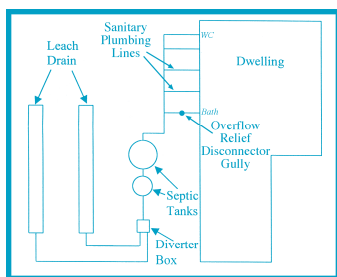 Sanitary
Plumbing
Lines
Leach
Drain
WC
Dwelling
Bath
Overflow
Relief
Disconnector
Gully
Septic
Tanks
Diverter
Box